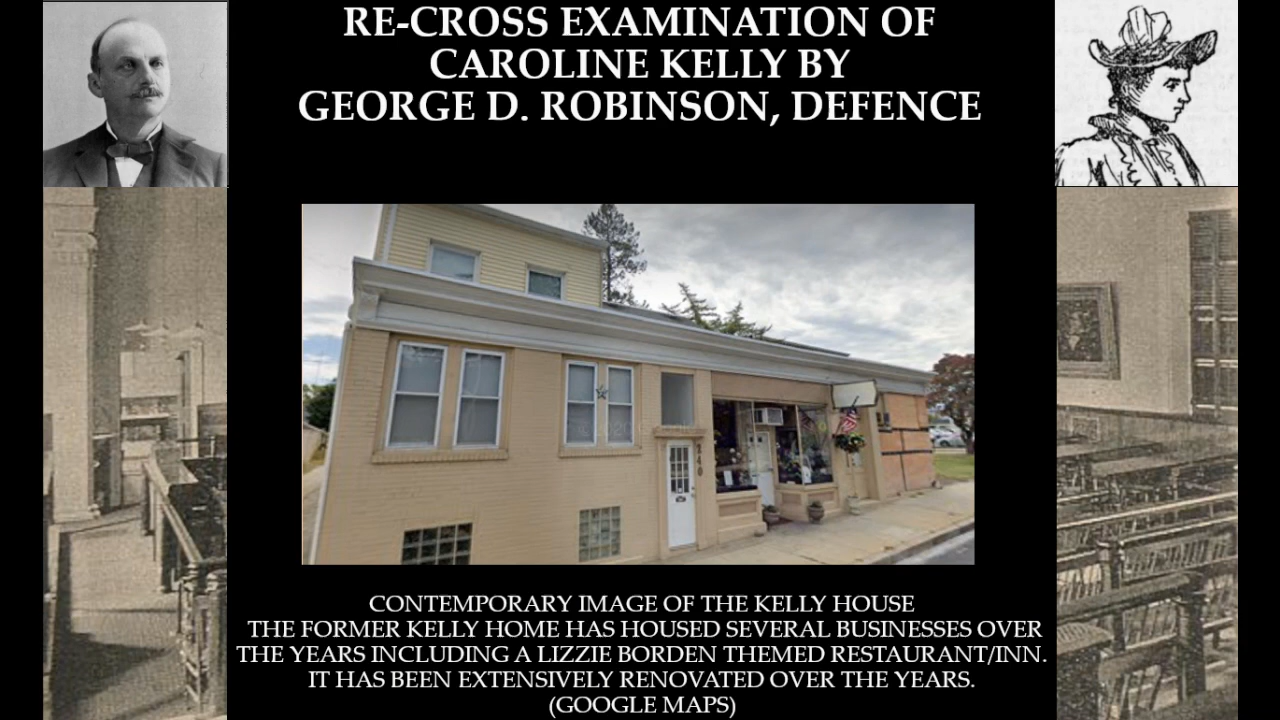 RE-CROSS EXAMINATION OF
CAROLINE KELLY BY
GEORGE D. ROBINSON, DEFENCE
240
CONTEMPORARY IMAGE OF THE KELLY HOUSE
THE FORMER KELLY HOME HAS HOUSED SEVERAL BUSINESSES OVER
THE YEARS INCLUDING A LIZZIE BORDEN THEMED RESTAURANT/INN.
IT HAS BEEN EXTENSIVELY RENOVATED OVER THE YEARS.
(GOOGLE MAPS)